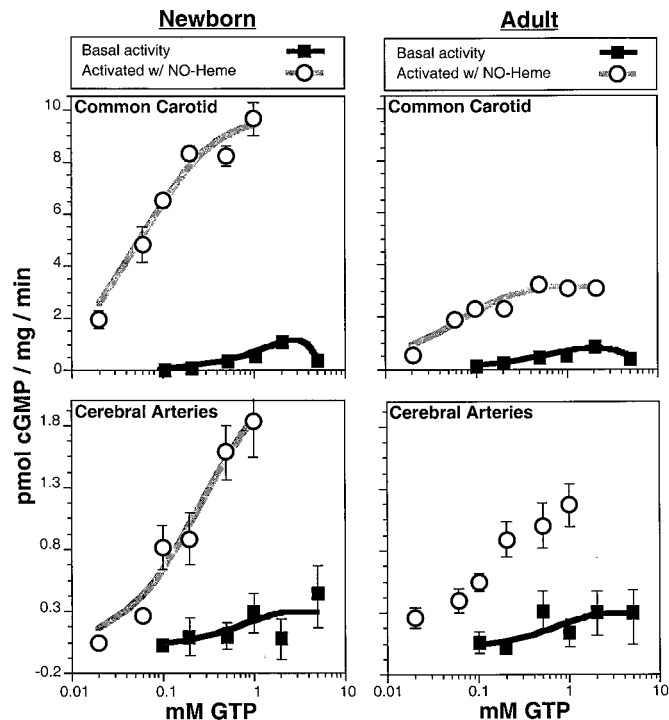 Newborn
Adult
Basal activity
Activated w/ NO-Heme
Basal activity
Activated w/ NO-Heme
Common Carotid
Common Carotid
10
8
6
4
2
0
pmol cGMP / mg / min
Cerebral Arteries
Cerebral Arteries
1.8
1.3
0.8
0.3
-0.2
0.01
0.1
1
10
0.01
0.1
1
10
mM GTP
mM GTP